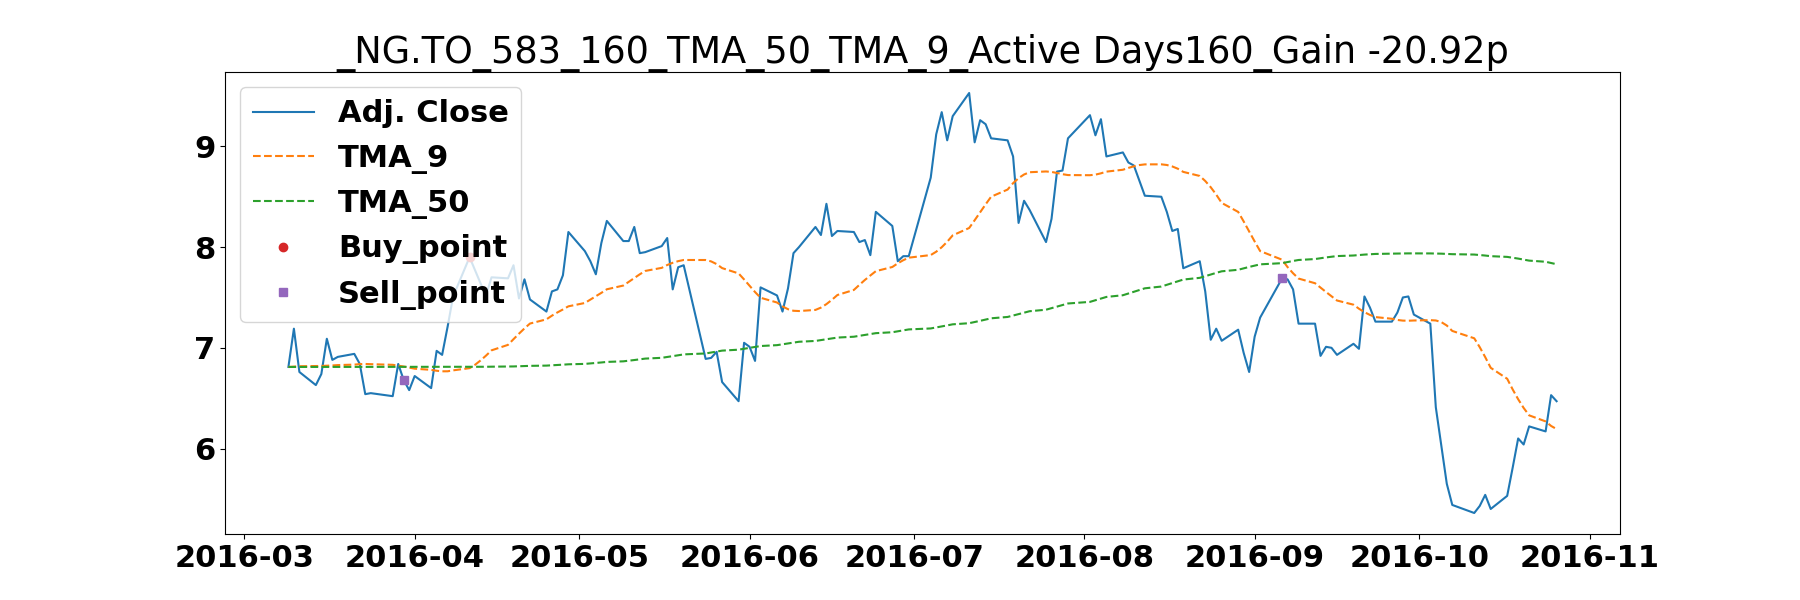 _NG.TO_583_160_TMA_50_TMA_9_Active Days160_Gain -20.92p
Adj. Close
TMA_9
TMA_50
Buy_point
Sell_point
9
8
7
6
2016-03 2016-04 2016-05 2016-06 2016-07 2016-08 2016-09 2016-10 2016-11